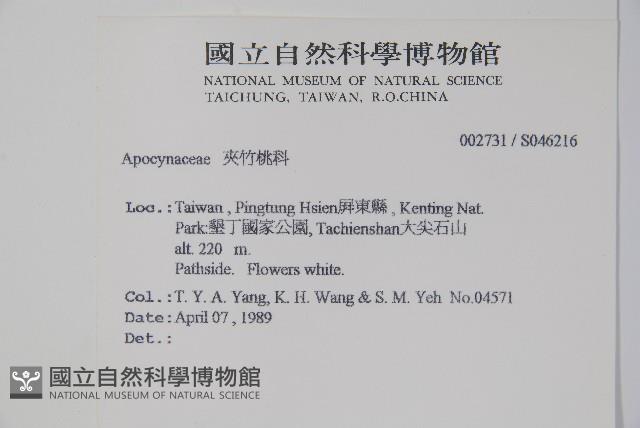 國立自然科學博物館
NATIONAL MUSEUM OF NATURAL SCIENCE
TAICHUNG, TAIWAN, R.O.CHINA
002731 / S046216
Apocynaceae 夾竹桃科
Loc.:Taiwan , Pingtung Hsien屏東縣 , Kenting Nat.
Park:墾丁國家公園, Tachienshan大尖石山
alt. 220 m.
Pathside. Flowers white.
Col.:T. Y. A. Yang, K. H. Wang & S. M. Yeh No.04571
Date:April 07 , 1989
Det.:
國立自然科學博物館
NATIONAL MUSEUM OF NATURAL SCIENCE